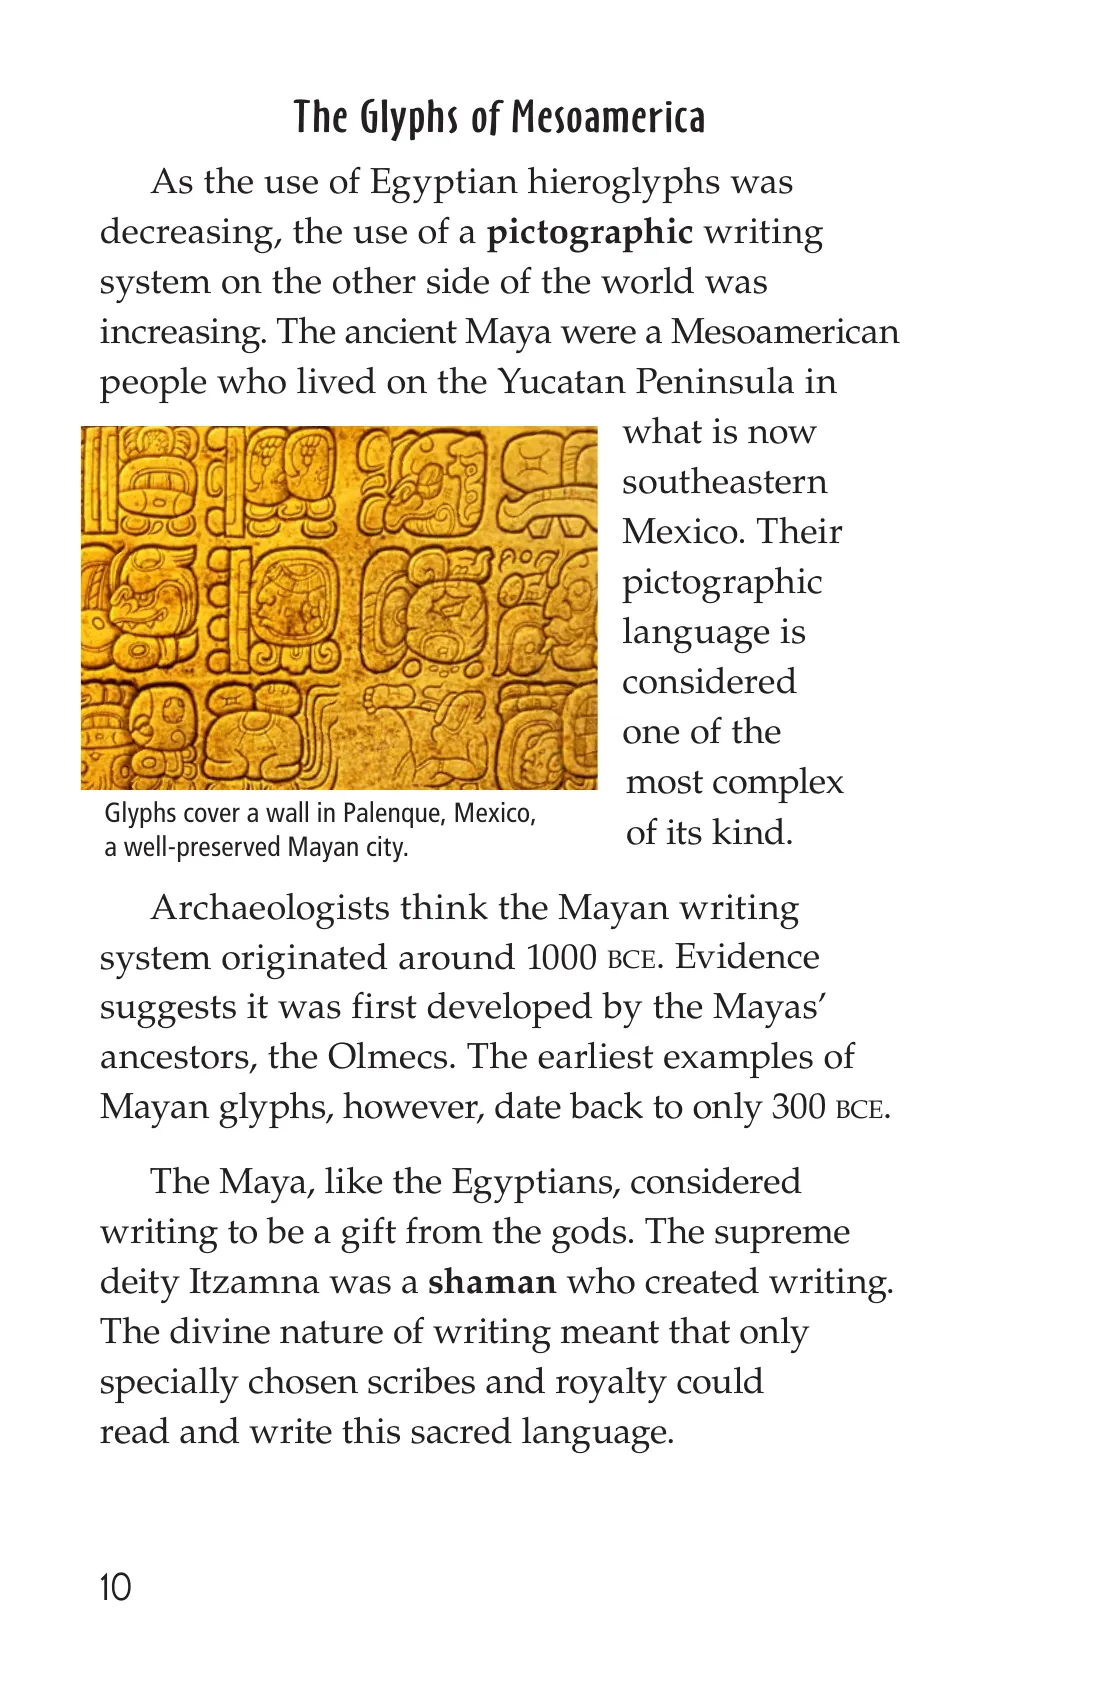 The Glyphs of Mesoamerica
As the use of Egyptian hieroglyphs was
decreasing, the use of a pictographic writing
system on the other side of the world was
increasing. The ancient Maya were a Mesoamerican
people who lived on the Yucatan Peninsula in
what is now
southeastern
Mexico. Their
pictographic
language is
considered
one of the
most complex
of its kind.
Glyphs cover a wall in Palenque, Mexico,
a well-preserved Mayan city.
Archaeologists think the Mayan writing
system originated around 1000 BCE. Evidence
suggests it was first developed by the Mayas’
ancestors, the Olmecs. The earliest examples of
Mayan glyphs, however, date back to only 300 BCE.
The Maya, like the Egyptians, considered
writing to be a gift from the gods. The supreme
deity Itzamna was a shaman who created writing.
The divine nature of writing meant that only
specially chosen scribes and royalty could
read and write this sacred language.
10